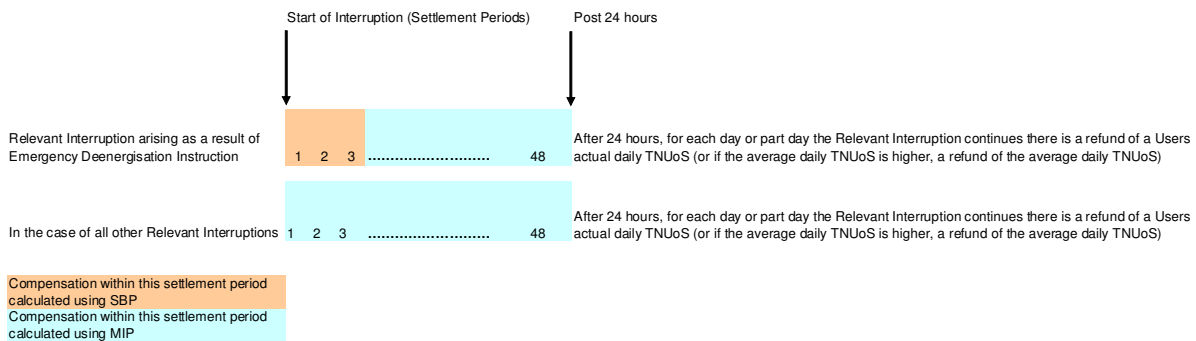 Start of Interruption (Settlement Periods)
Post 24 hours
Relevant Interruption arising as a result of
Emergency Deenergisation Instruction
1 2 3 ........................... 48
After 24 hours, for each day or part day the Relevant Interruption continues there is a refund of a Users
actual daily TNUoS (or if the average daily TNUoS is higher, a refund of the average daily TNUoS)
In the case of all other Relevant Interruptions
1 2 3 ........................... 48
After 24 hours, for each day or part day the Relevant Interruption continues there is a refund of a Users
actual daily TNUoS (or if the average daily TNUoS is higher, a refund of the average daily TNUoS)
Compensation within this settlement period
calculated using SBP
Compensation within this settlement period
calculated using MIP